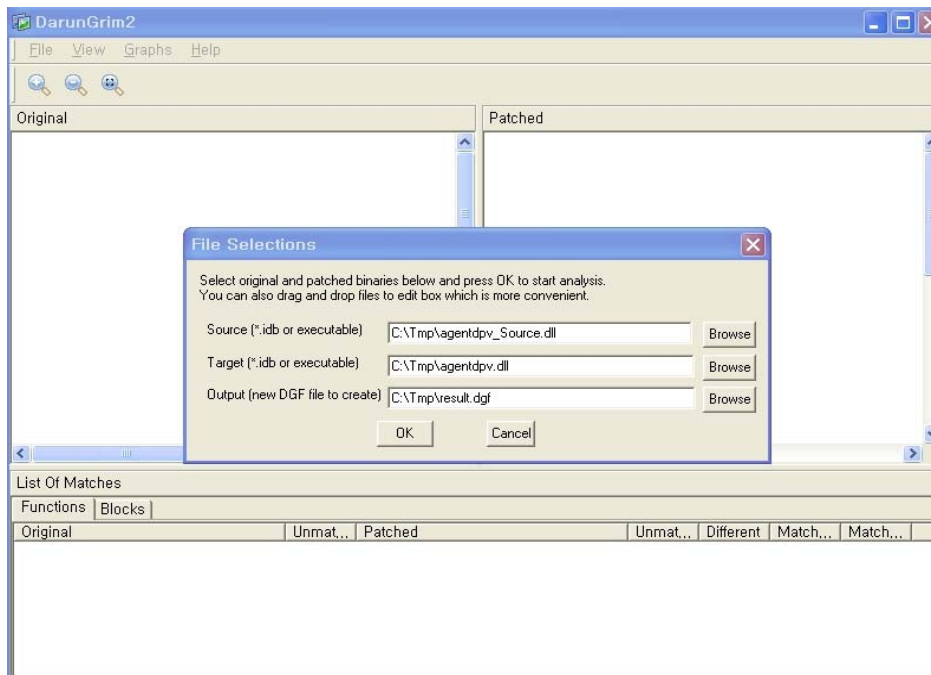 DarunGrim2
File View Graphs Help
Original
Patched
File Selections
Select original and patched binaries below and press OK to start analysis.
You can also drag and drop files to edit box which is more convenient.
Source (*.idb or executable) C:\Tmp\agentdpv_Source.dll Browse
Target (*.idb or executable) C:\Tmp\agentdpv.dll Browse
Output (new DGF file to create) C:\Tmp\result.dgf Browse
OK Cancel
List Of Matches
Functions Blocks
Original Unmat... Patched Unmat... Different Match... Match...